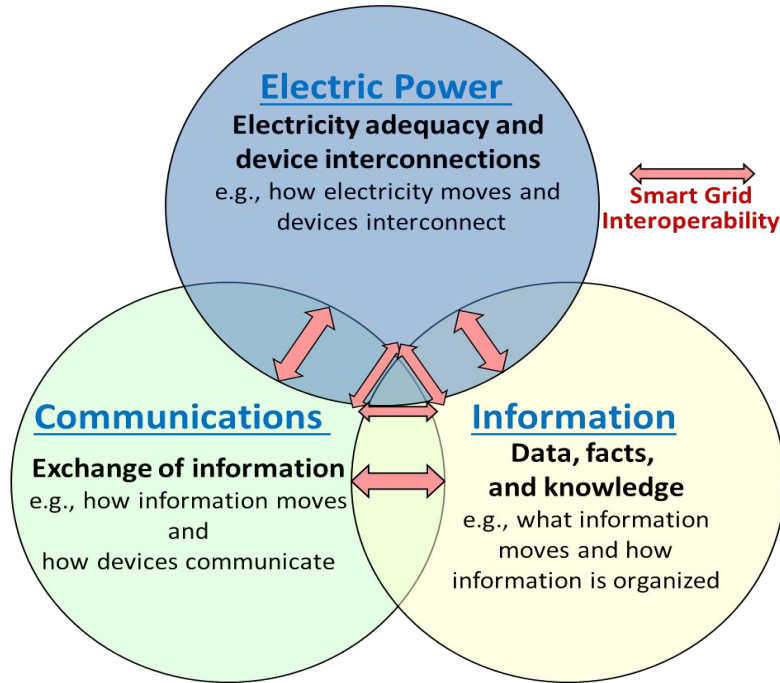 Electric Power
Electricity adequacy and
device interconnections
e.g., how electricity moves and
devices interconnect
Smart Grid
Interoperability
Communications
Exchange of information
e.g., how information moves
and
how devices communicate
Information
Data, facts,
and knowledge
e.g., what information
moves and how
information is organized